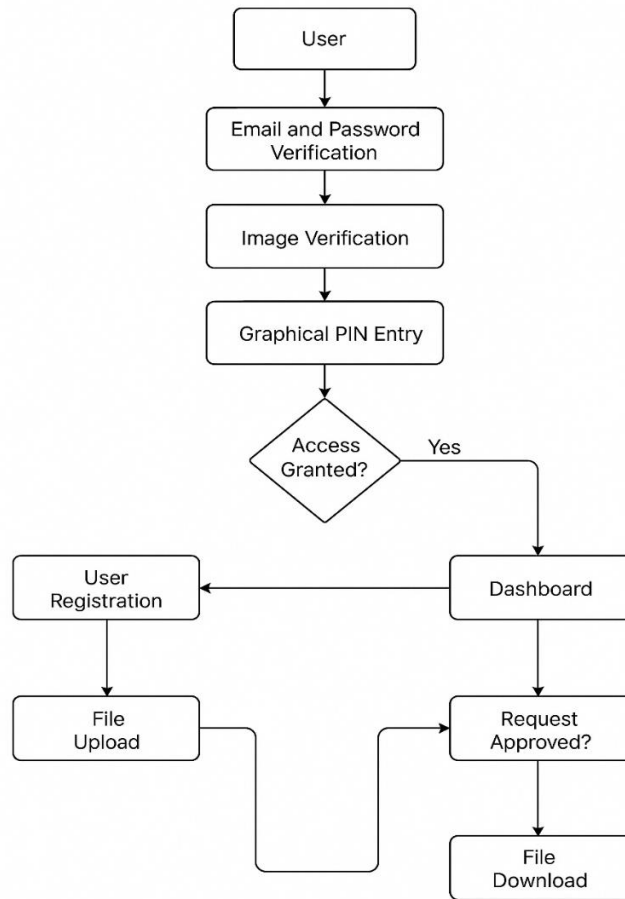 User
Email and Password
Verification
Image Verification
Graphical PIN Entry
Access
Granted?
Yes
User
Registration
Dashboard
File
Upload
Request
Approved?
File
Download